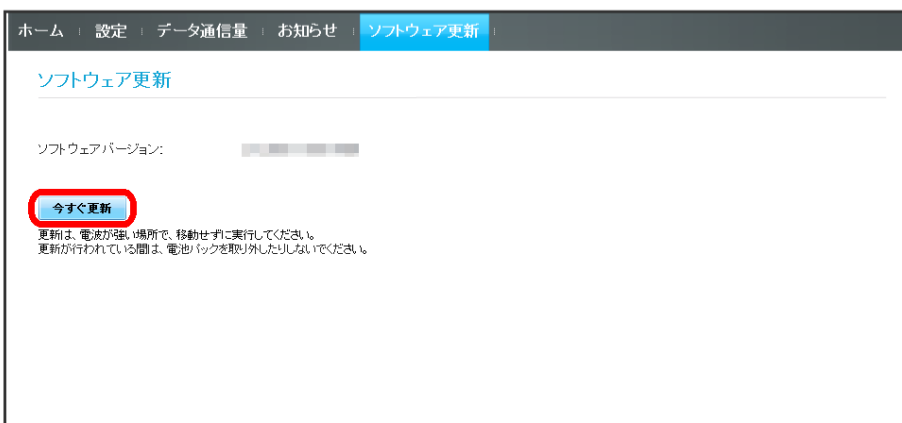 ホーム 設定 データ通信量 お知らせ ソフトウェア更新
ソフトウェア更新
ソフトウェアバージョン:
今すぐ更新
更新は、電波が強い場所で、移動せずに実行してください。
更新が行われている間は、電池パックを取り外したりしないでください。